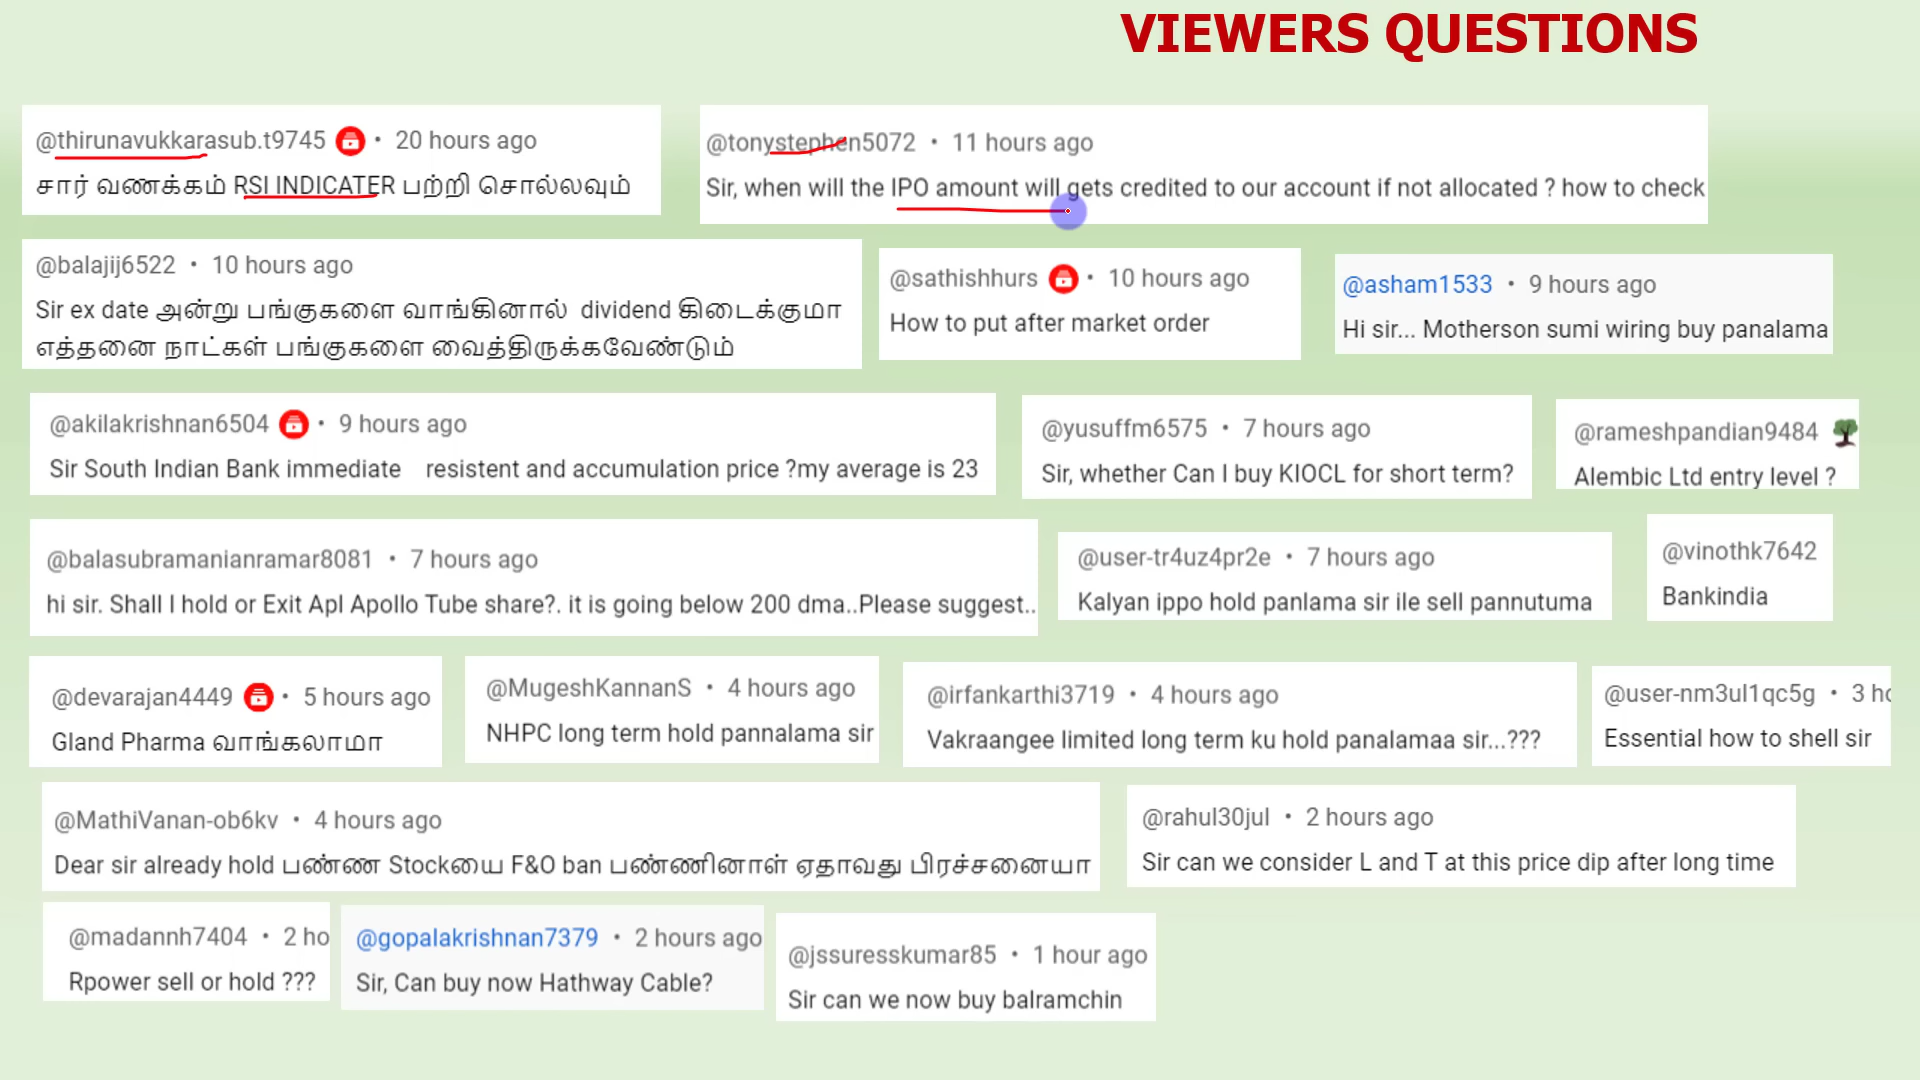 VIEWERS QUESTIONS
@thirunavukkarasub.t9745 • 20 hours ago
சார் வணக்கம் RSI INDICATER பற்றி சொல்லவும்
@tonystephen5072 • 11 hours ago
Sir, when will the IPO amount will gets credited to our account if not allocated ? how to check
@balajij6522 • 10 hours ago
Sir ex date அன்று பங்குகளை வாங்கினால் dividend கிடைக்குமா
எத்தனை நாட்கள் பங்குகளை வைத்திருக்கவேண்டும்
@sathishhurs • 10 hours ago
How to put after market order
@asham1533 • 9 hours ago
Hi sir... Motherson sumi wiring buy panalama
@akilakrishnan6504 • 9 hours ago
Sir South Indian Bank immediate resistent and accumulation price ?my average is 23
@yusuffm6575 • 7 hours ago
Sir, whether Can I buy KIOCL for short term?
@rameshpandian9484
Alembic Ltd entry level ?
@balasubramanianramar8081 • 7 hours ago
hi sir. Shall I hold or Exit Apl Apollo Tube share?. it is going below 200 dma..Please suggest..
@user-tr4uz4pr2e • 7 hours ago
Kalyan ippo hold panlama sir ile sell pannutuma
@vinothk7642
Bankindia
@devarajan4449 • 5 hours ago
Gland Pharma வாங்கலாமா
@MugeshKannanS • 4 hours ago
NHPC long term hold pannalama sir
@irfankarthi3719 • 4 hours ago
Vakraangee limited long term ku hold panalamaa sir...???
@user-nm3ul1qc5g • 3 ho
Essential how to shell sir
@MathiVanan-ob6kv • 4 hours ago
Dear sir already hold பண்ண Stockயை F&O ban பண்ணினாள் ஏதாவது பிரச்சனையா
@rahul30jul • 2 hours ago
Sir can we consider L and T at this price dip after long time
@madannh7404 • 2 ho
Rpower sell or hold ???
@gopalakrishnan7379 • 2 hours ago
Sir, Can buy now Hathway Cable?
@jssuresskumar85 • 1 hour ago
Sir can we now buy balramchin